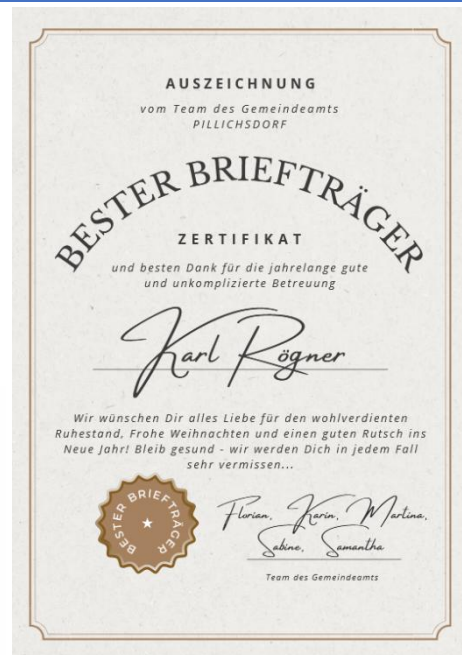 AUSZEICHNUNG
vom Team des Gemeindeamts
PILLICHSDORF
BESTER BRIEFTRÄGER
ZERTIFIKAT
und besten Dank für die jahrelange gute
und unkomplizierte Betreuung
Karl Rögner
Wir wünschen Dir alles Liebe für den wohlverdienten
Ruhestand, Frohe Weihnachten und einen guten Rutsch ins
Neue Jahr! Bleib gesund - wir werden Dich in jedem Fall
sehr vermissen...
BESTER BRIEFTRÄGER
Florian, Karin, Martina,
Sabine, Samantha
Team des Gemeindeamts